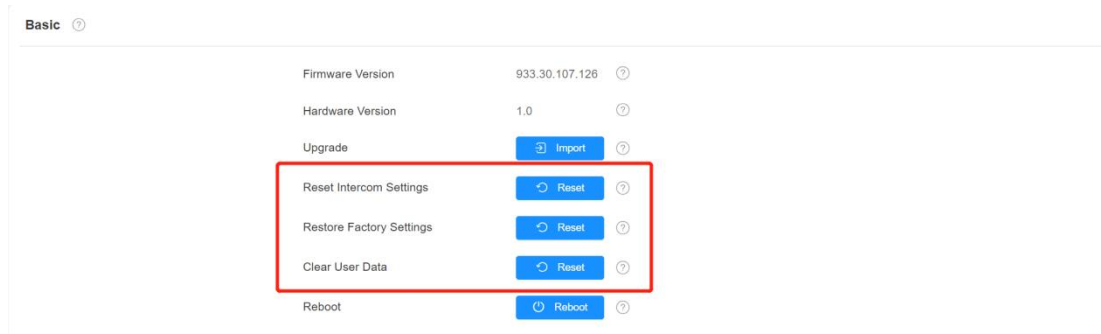 Basic
Firmware Version 933.30.107.126
Hardware Version 1.0
Upgrade Import
Reset Intercom Settings Reset
Restore Factory Settings Reset
Clear User Data Reset
Reboot Reboot